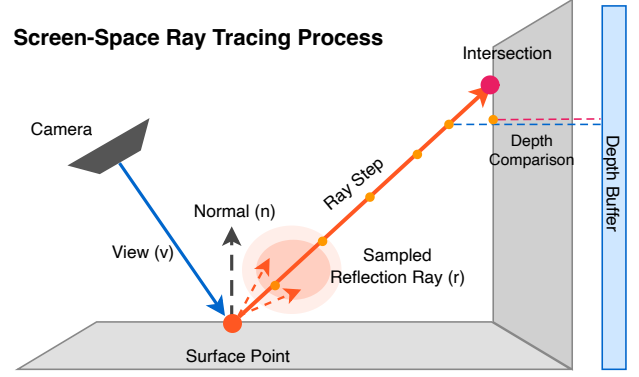 Screen-Space Ray Tracing Process
Intersection
Camera
Ray Step
Depth
Comparison
Depth Buffer
Normal (n)
View (v)
Sampled
Reflection Ray (r)
Surface Point